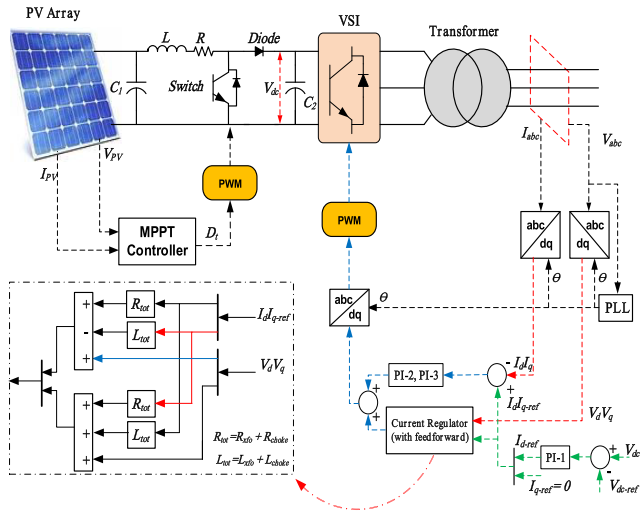 PV Array
VSI
Transformer
L
R
Diode
C1
Switch
Vdc
C2
Iabc
Vabc
IPV
VPV
PWM
MPPT
Controller
Dt
PWM
abc
dq
abc
dq
θ
θ
θ
PLL
abc
dq
+
-
+
Rtot
Ltot
IdIq-ref
VdVq
+
+
+
Rtot
Ltot
Rtot=Rxfo + Rchoke
Ltot=Lxfo + Lchoke
PI-2, PI-3
-
IdIq
+
IdIq-ref
+
+
Current Regulator
(with feedforward)
VdVq
Id-ref
PI-1
+
Vdc
-
Vdc-ref
Iq-ref = 0